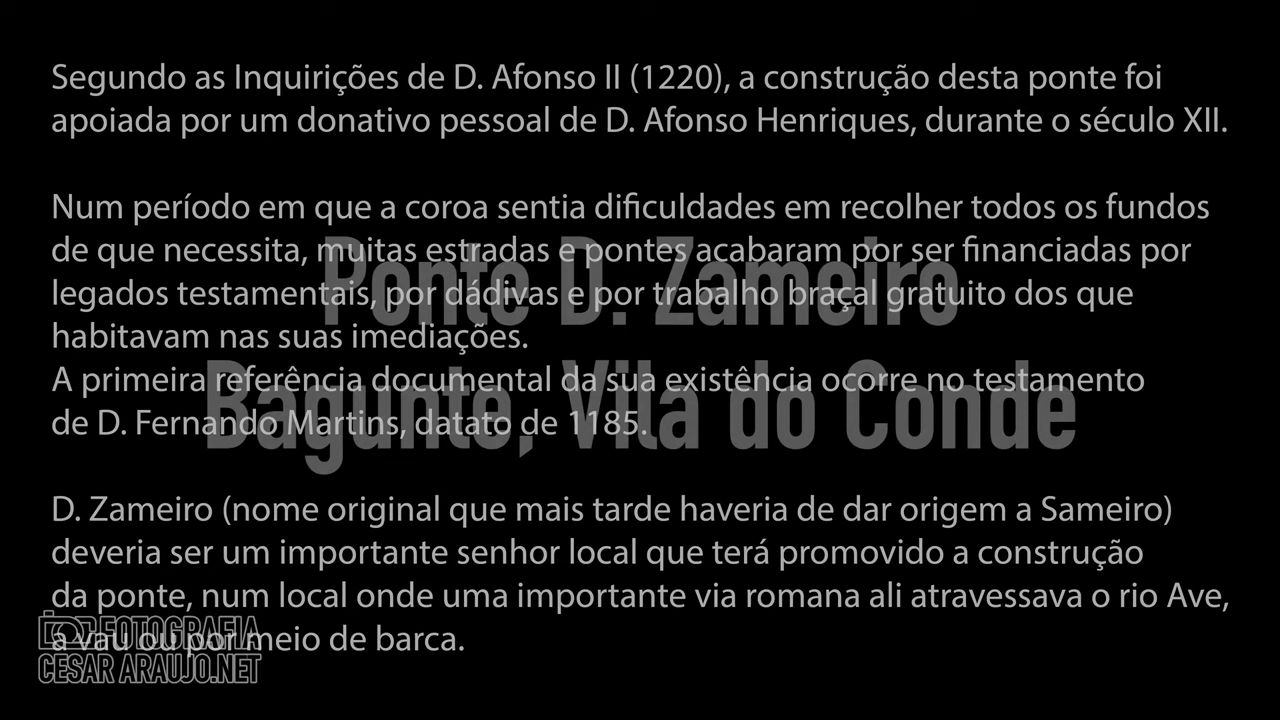 Segundo as Inquirições de D. Afonso II (1220), a construção desta ponte foi
apoiada por um donativo pessoal de D. Afonso Henriques, durante o século XII.
Num período em que a coroa sentia dificuldades em recolher todos os fundos
de que necessita, muitas estradas e pontes acabaram por ser financiadas por
legados testamentais, por dádivas e por trabalho braçal gratuito dos que
habitavam nas suas imediações.
A primeira referência documental da sua existência ocorre no testamento
de D. Fernando Martins, datato de 1185.
D. Zameiro (nome original que mais tarde haveria de dar origem a Sameiro)
deveria ser um importante senhor local que terá promovido a construção
da ponte, num local onde uma importante via romana ali atravessava o rio Ave,
a vau ou por meio de barca.
Ponte D. Zameiro
Bagunte, Vila do Conde
FOTOGRAFIA
CESAR ARAUJO.NET